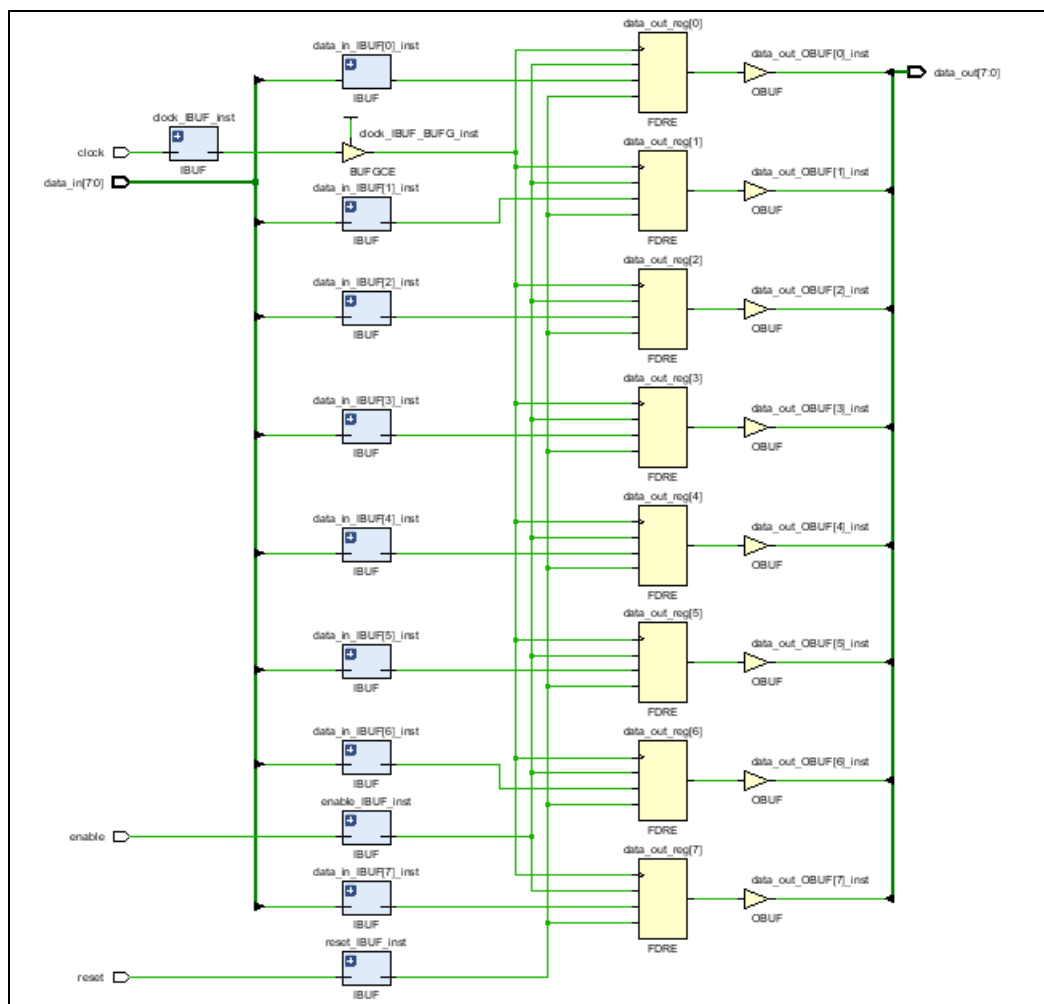 data_out_reg[0]
data_in_IBUF[0]_inst
data_out_OBUF[0]_inst
data_out[7:0]
IBUF
OBUF
clock_IBUF_inst
FDRE
clock_IBUF_BUFG_inst
clock
data_out_reg[1]
IBUF
BUFGCE
data_out_OBUF[1]_inst
data_in[7:0]
data_in_IBUF[1]_inst
OBUF
IBUF
FDRE
data_out_reg[2]
data_in_IBUF[2]_inst
data_out_OBUF[2]_inst
IBUF
OBUF
FDRE
data_out_reg[3]
data_in_IBUF[3]_inst
data_out_OBUF[3]_inst
IBUF
OBUF
FDRE
data_out_reg[4]
data_in_IBUF[4]_inst
data_out_OBUF[4]_inst
IBUF
OBUF
FDRE
data_out_reg[5]
data_in_IBUF[5]_inst
data_out_OBUF[5]_inst
IBUF
OBUF
FDRE
data_in_IBUF[6]_inst
data_out_reg[6]
data_out_OBUF[6]_inst
IBUF
OBUF
enable_IBUF_inst
FDRE
enable
IBUF
data_out_reg[7]
data_in_IBUF[7]_inst
data_out_OBUF[7]_inst
IBUF
OBUF
reset_IBUF_inst
FDRE
reset
IBUF